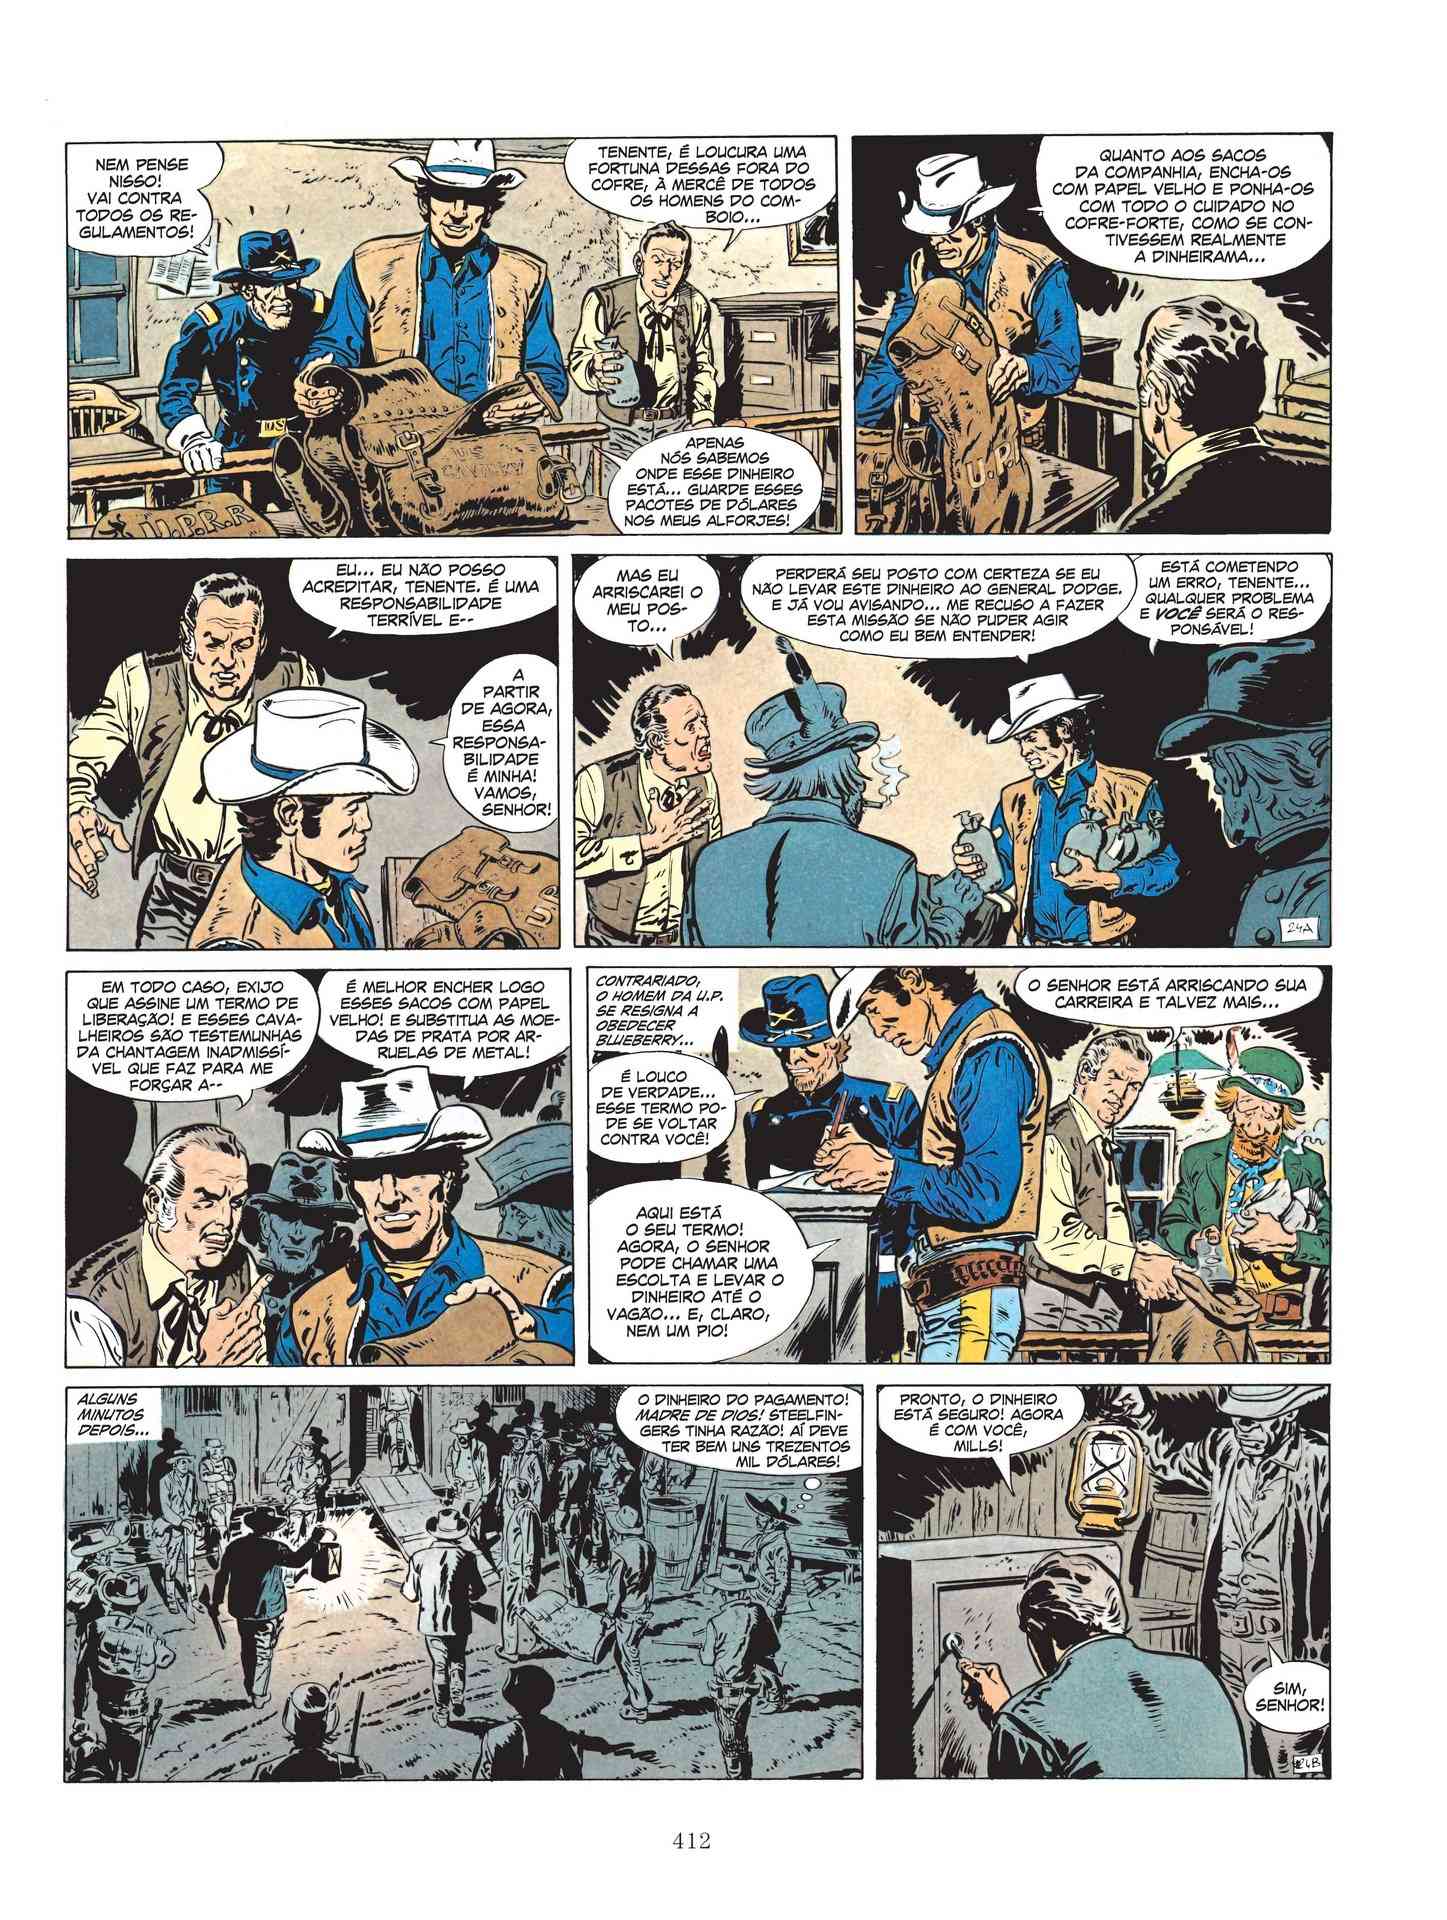 NEM PENSE
NISSO!
VAI CONTRA
TODOS OS RE-
GULAMENTOS!
TENENTE, É LOUCURA UMA
FORTUNA DESSAS FORA DO
COFRE, À MERCÊ DE TODOS
OS HOMENS DO COM-
BOIO...
APENAS
NÓS SABEMOS
ONDE ESSE DINHEIRO
ESTÁ... GUARDE ESSES
PACOTES DE DÓLARES
NOS MEUS ALFORJES!
US
CAVALRY
U.P.R.R
QUANTO AOS SACOS
DA COMPANHIA, ENCHA-OS
COM PAPEL VELHO E PONHA-OS
COM TODO O CUIDADO NO
COFRE-FORTE, COMO SE CON-
TIVESSEM REALMENTE
A DINHEIRAMA...
U.P.
EU... EU NÃO POSSO
ACREDITAR, TENENTE. É UMA
RESPONSABILIDADE
TERRÍVEL E--
A
PARTIR
DE AGORA,
ESSA
RESPONSA-
BILIDADE
É MINHA!
VAMOS,
SENHOR!
MAS EU
ARRISCAREI O
MEU POS-
TO...
PERDERÁ SEU POSTO COM CERTEZA SE EU
NÃO LEVAR ESTE DINHEIRO AO GENERAL DODGE.
E JÁ VOU AVISANDO... ME RECUSO A FAZER
ESTA MISSÃO SE NÃO PUDER AGIR
COMO EU BEM ENTENDER!
ESTÁ COMETENDO
UM ERRO, TENENTE...
QUALQUER PROBLEMA
E VOCÊ SERÁ O RES-
PONSÁVEL!
24A
EM TODO CASO, EXIJO
QUE ASSINE UM TERMO DE
LIBERAÇÃO! E ESSES CAVA-
LHEIROS SÃO TESTEMUNHAS
DA CHANTAGEM INADMISSÍ-
VEL QUE FAZ PARA ME
FORÇAR A--
É MELHOR ENCHER LOGO
ESSES SACOS COM PAPEL
VELHO! E SUBSTITUA AS MOE-
DAS DE PRATA POR AR-
RUELAS DE METAL!
CONTRARIADO,
O HOMEM DA U.P.
SE RESIGNA A
OBEDECER
BLUEBERRY...
É LOUCO
DE VERDADE...
ESSE TERMO PO-
DE SE VOLTAR
CONTRA VOCÊ!
AQUI ESTÁ
O SEU TERMO!
AGORA, O SENHOR
PODE CHAMAR UMA
ESCOLTA E LEVAR O
DINHEIRO ATÉ O
VAGÃO... E, CLARO,
NEM UM PIO!
O SENHOR ESTÁ ARRISCANDO SUA
CARREIRA E TALVEZ MAIS...
ALGUNS
MINUTOS
DEPOIS...
O DINHEIRO DO PAGAMENTO!
MADRE DE DIOS! STEELFIN-
GERS TINHA RAZÃO! AÍ DEVE
TER BEM UNS TREZENTOS
MIL DÓLARES!
PRONTO, O DINHEIRO
ESTÁ SEGURO! AGORA
É COM VOCÊ,
MILLS!
SIM,
SENHOR!
24B
412